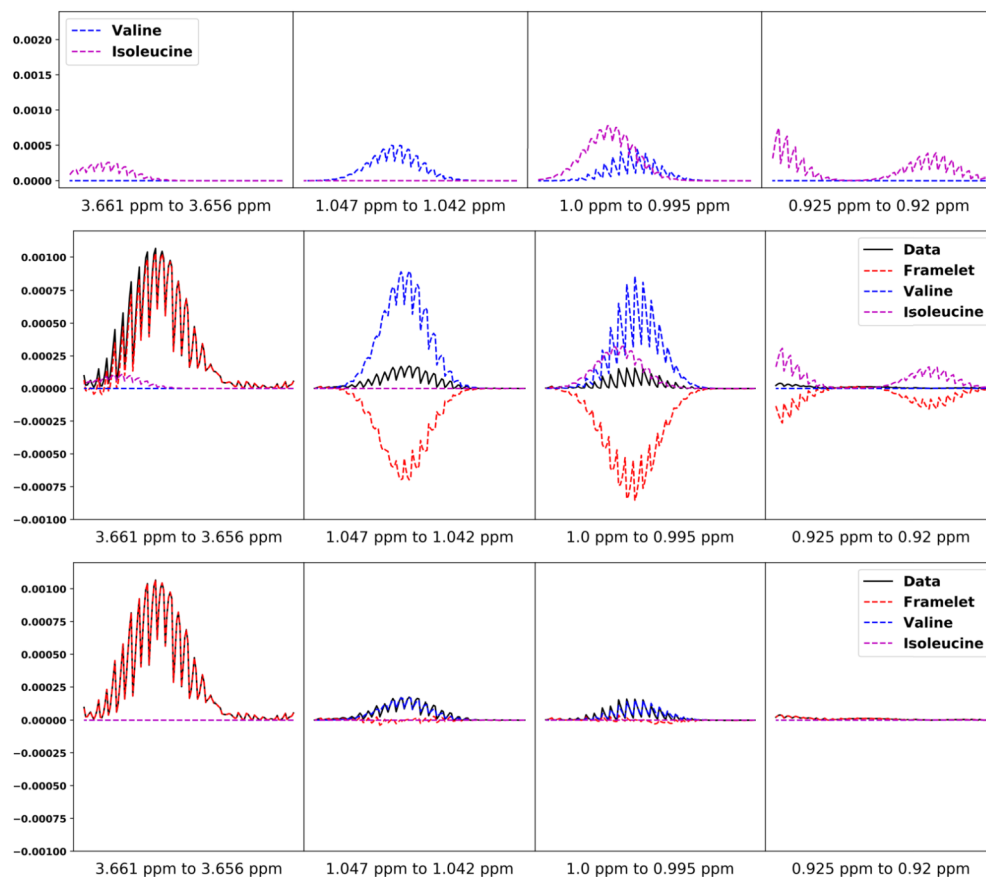 Valine
Isoleucine
0.0020
0.0015
0.0010
0.0005
0.0000
3.661 ppm to 3.656 ppm 1.047 ppm to 1.042 ppm 1.0 ppm to 0.995 ppm 0.925 ppm to 0.92 ppm
Data
Framelet
Valine
Isoleucine
0.00100
0.00075
0.00050
0.00025
0.00000
−0.00025
−0.00050
−0.00075
−0.00100
3.661 ppm to 3.656 ppm 1.047 ppm to 1.042 ppm 1.0 ppm to 0.995 ppm 0.925 ppm to 0.92 ppm
Data
Framelet
Valine
Isoleucine
0.00100
0.00075
0.00050
0.00025
0.00000
−0.00025
−0.00050
−0.00075
−0.00100
3.661 ppm to 3.656 ppm 1.047 ppm to 1.042 ppm 1.0 ppm to 0.995 ppm 0.925 ppm to 0.92 ppm